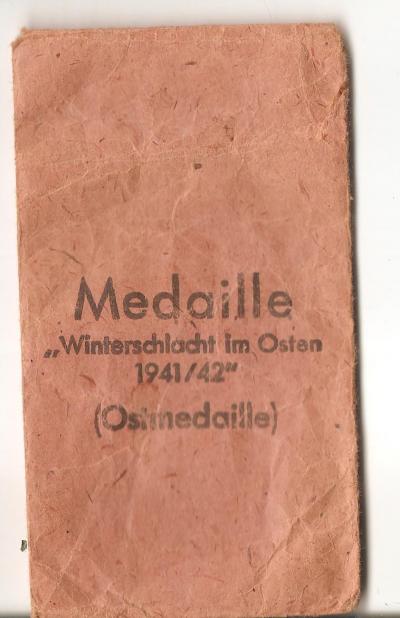 Medaille
„Winterschlacht im Osten
1941/42“
(Ostmedaille)